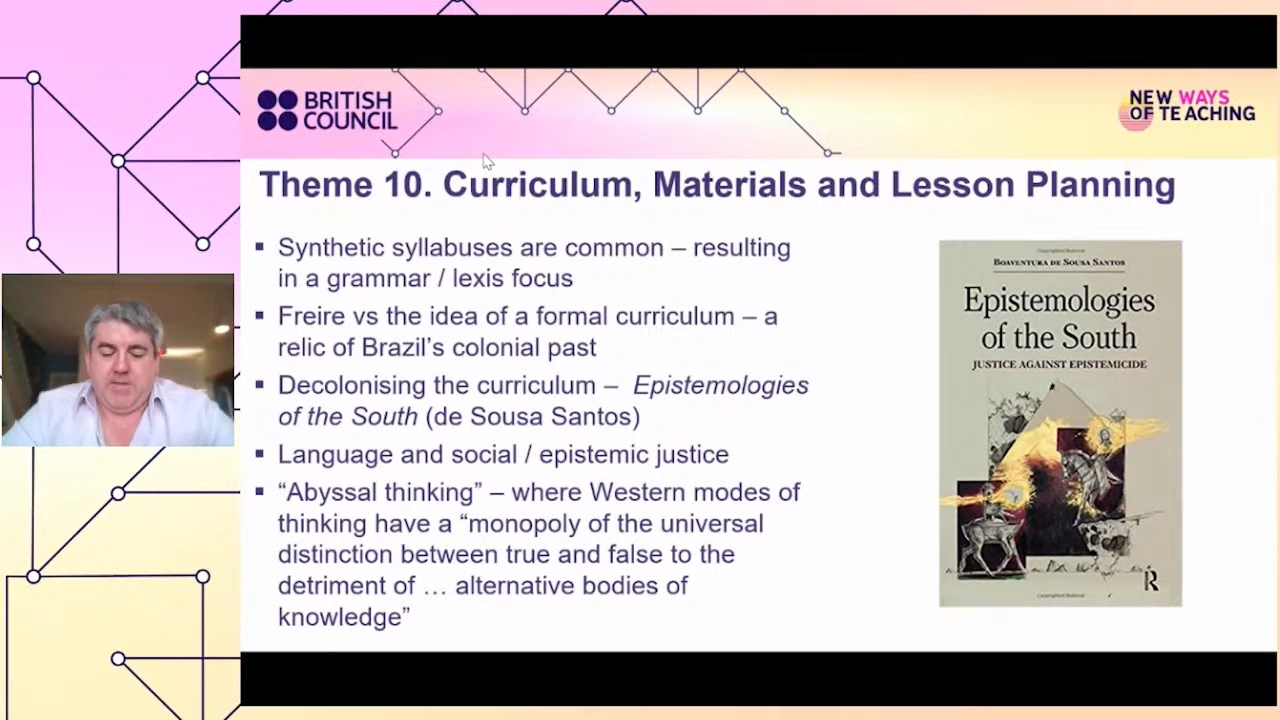 BRITISH
COUNCIL
NEW WAYS
OF TEACHING
Theme 10. Curriculum, Materials and Lesson Planning
▪ Synthetic syllabuses are common – resulting
in a grammar / lexis focus
▪ Freire vs the idea of a formal curriculum – a
relic of Brazil’s colonial past
▪ Decolonising the curriculum – Epistemologies
of the South (de Sousa Santos)
▪ Language and social / epistemic justice
▪ “Abyssal thinking” – where Western modes of
thinking have a “monopoly of the universal
distinction between true and false to the
detriment of … alternative bodies of
knowledge”
BOAVENTURA DE SOUSA SANTOS
Epistemologies
of the South
JUSTICE AGAINST EPISTEMICIDE
R